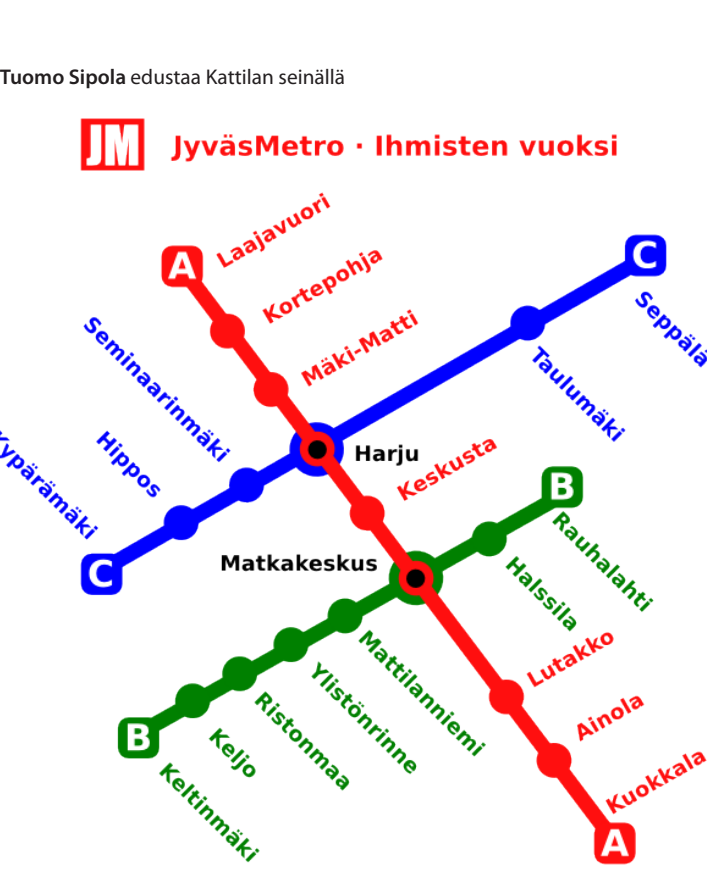 Tuomo Sipola edustaa Kattilan seinällä
JM
JyväsMetro · Ihmisten vuoksi
A
Laajavuori
Kortepohja
Mäki-Matti
C
Seppälä
Taulumäki
Seminaarinmäki
Hippos
Kypärämäki
C
Harju
Keskusta
B
Rauhalahti
Halssila
Matkakeskus
Mattilanniemi
Ylistönrinne
Ristonmaa
Keljo
B
Keltinmäki
Lutakko
Ainola
Kuokkala
A